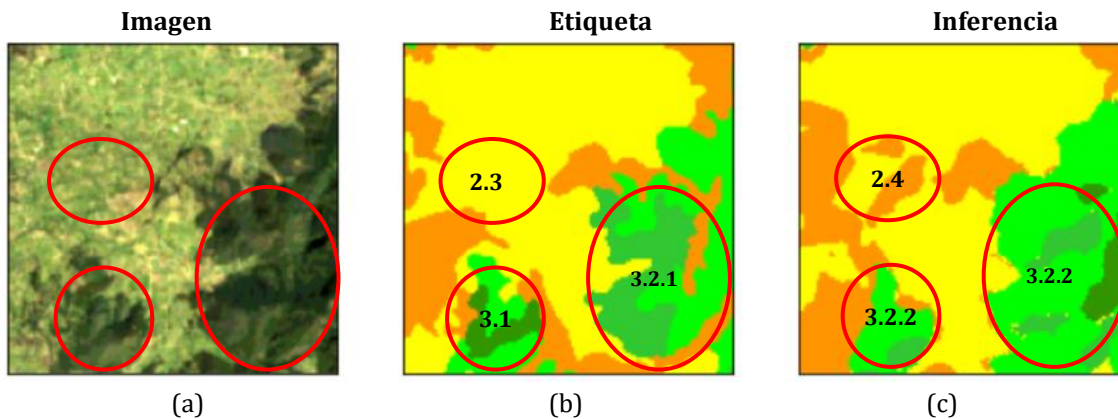 Imagen Etiqueta Inferencia
2.3 2.4
3.2.1 3.2.2
3.1 3.2.2
(a) (b) (c)